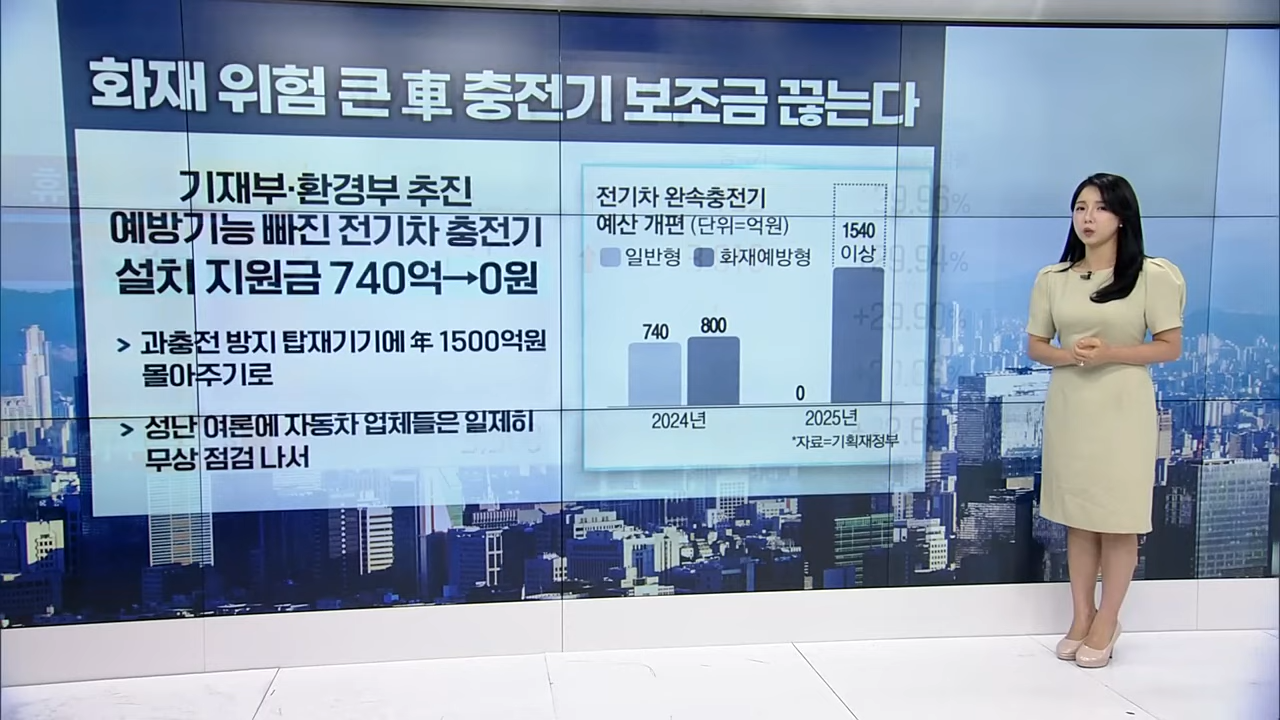 화재 위험 큰 車 충전기 보조금 끊는다
기재부·환경부 추진
예방기능 빠진 전기차 충전기
설치 지원금 740억→0원
> 과충전 방지 탑재기기에 年 1500억원
몰아주기로
> 성난 여론에 자동차 업체들은 일제히
무상 점검 나서
전기차 완속충전기
예산 개편 (단위=억원)
일반형 화재예방형
740
800
0
1540
이상
2024년
2025년
*자료=기획재정부